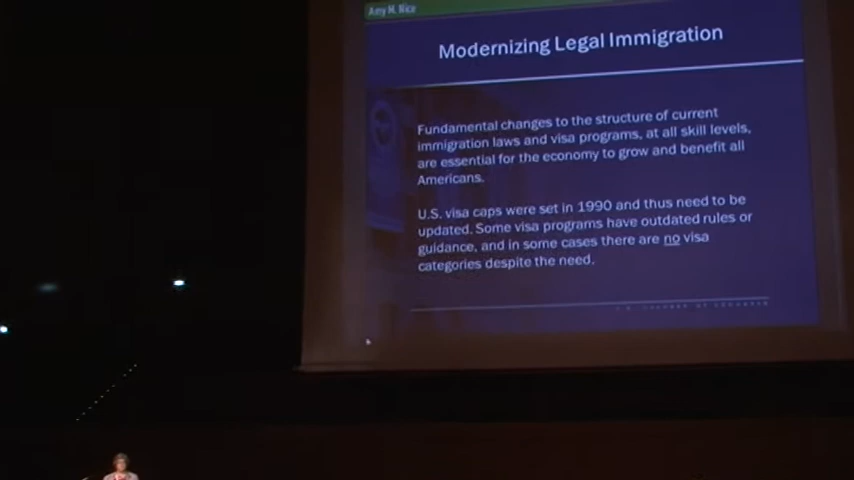 Amy M. Nice
Modernizing Legal Immigration
Fundamental changes to the structure of current
immigration laws and visa programs, at all skill levels,
are essential for the economy to grow and benefit all
Americans.
U.S. visa caps were set in 1990 and thus need to be
updated. Some visa programs have outdated rules or
guidance, and in some cases there are no visa
categories despite the need.